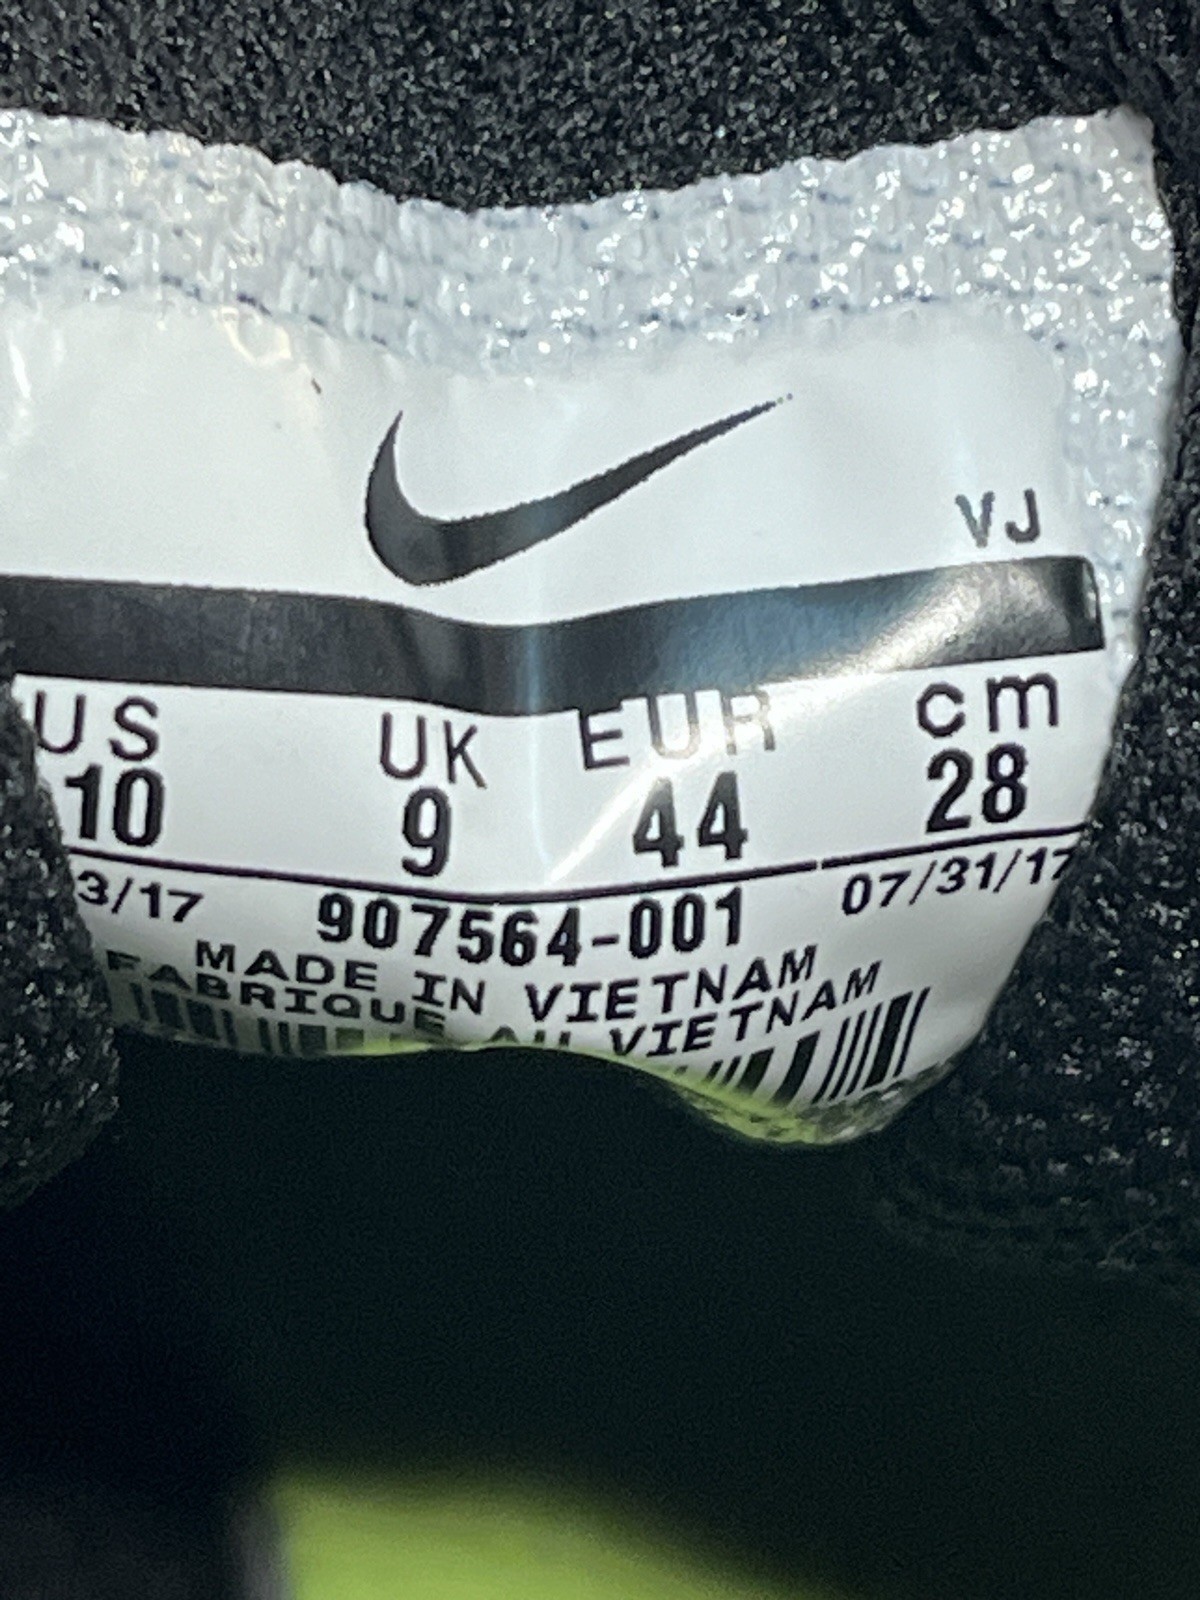 VJ
US UK EUR cm
10 9 44 28
3/17 907564-001 07/31/17
MADE IN VIETNAM
FABRIQUE AU VIETNAM